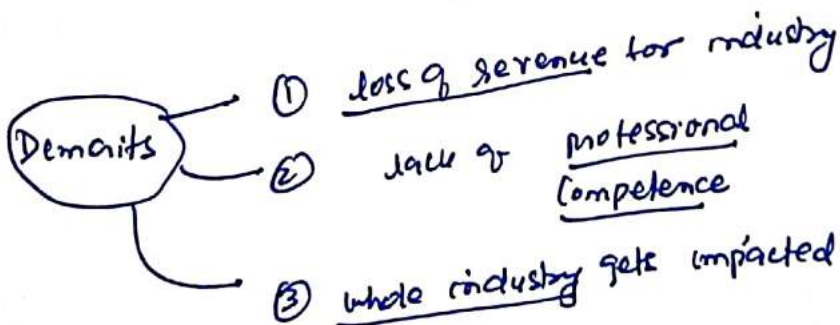 Demerits
① loss of revenue for industry
② lack of professional
Competence
③ whole industry gets impacted